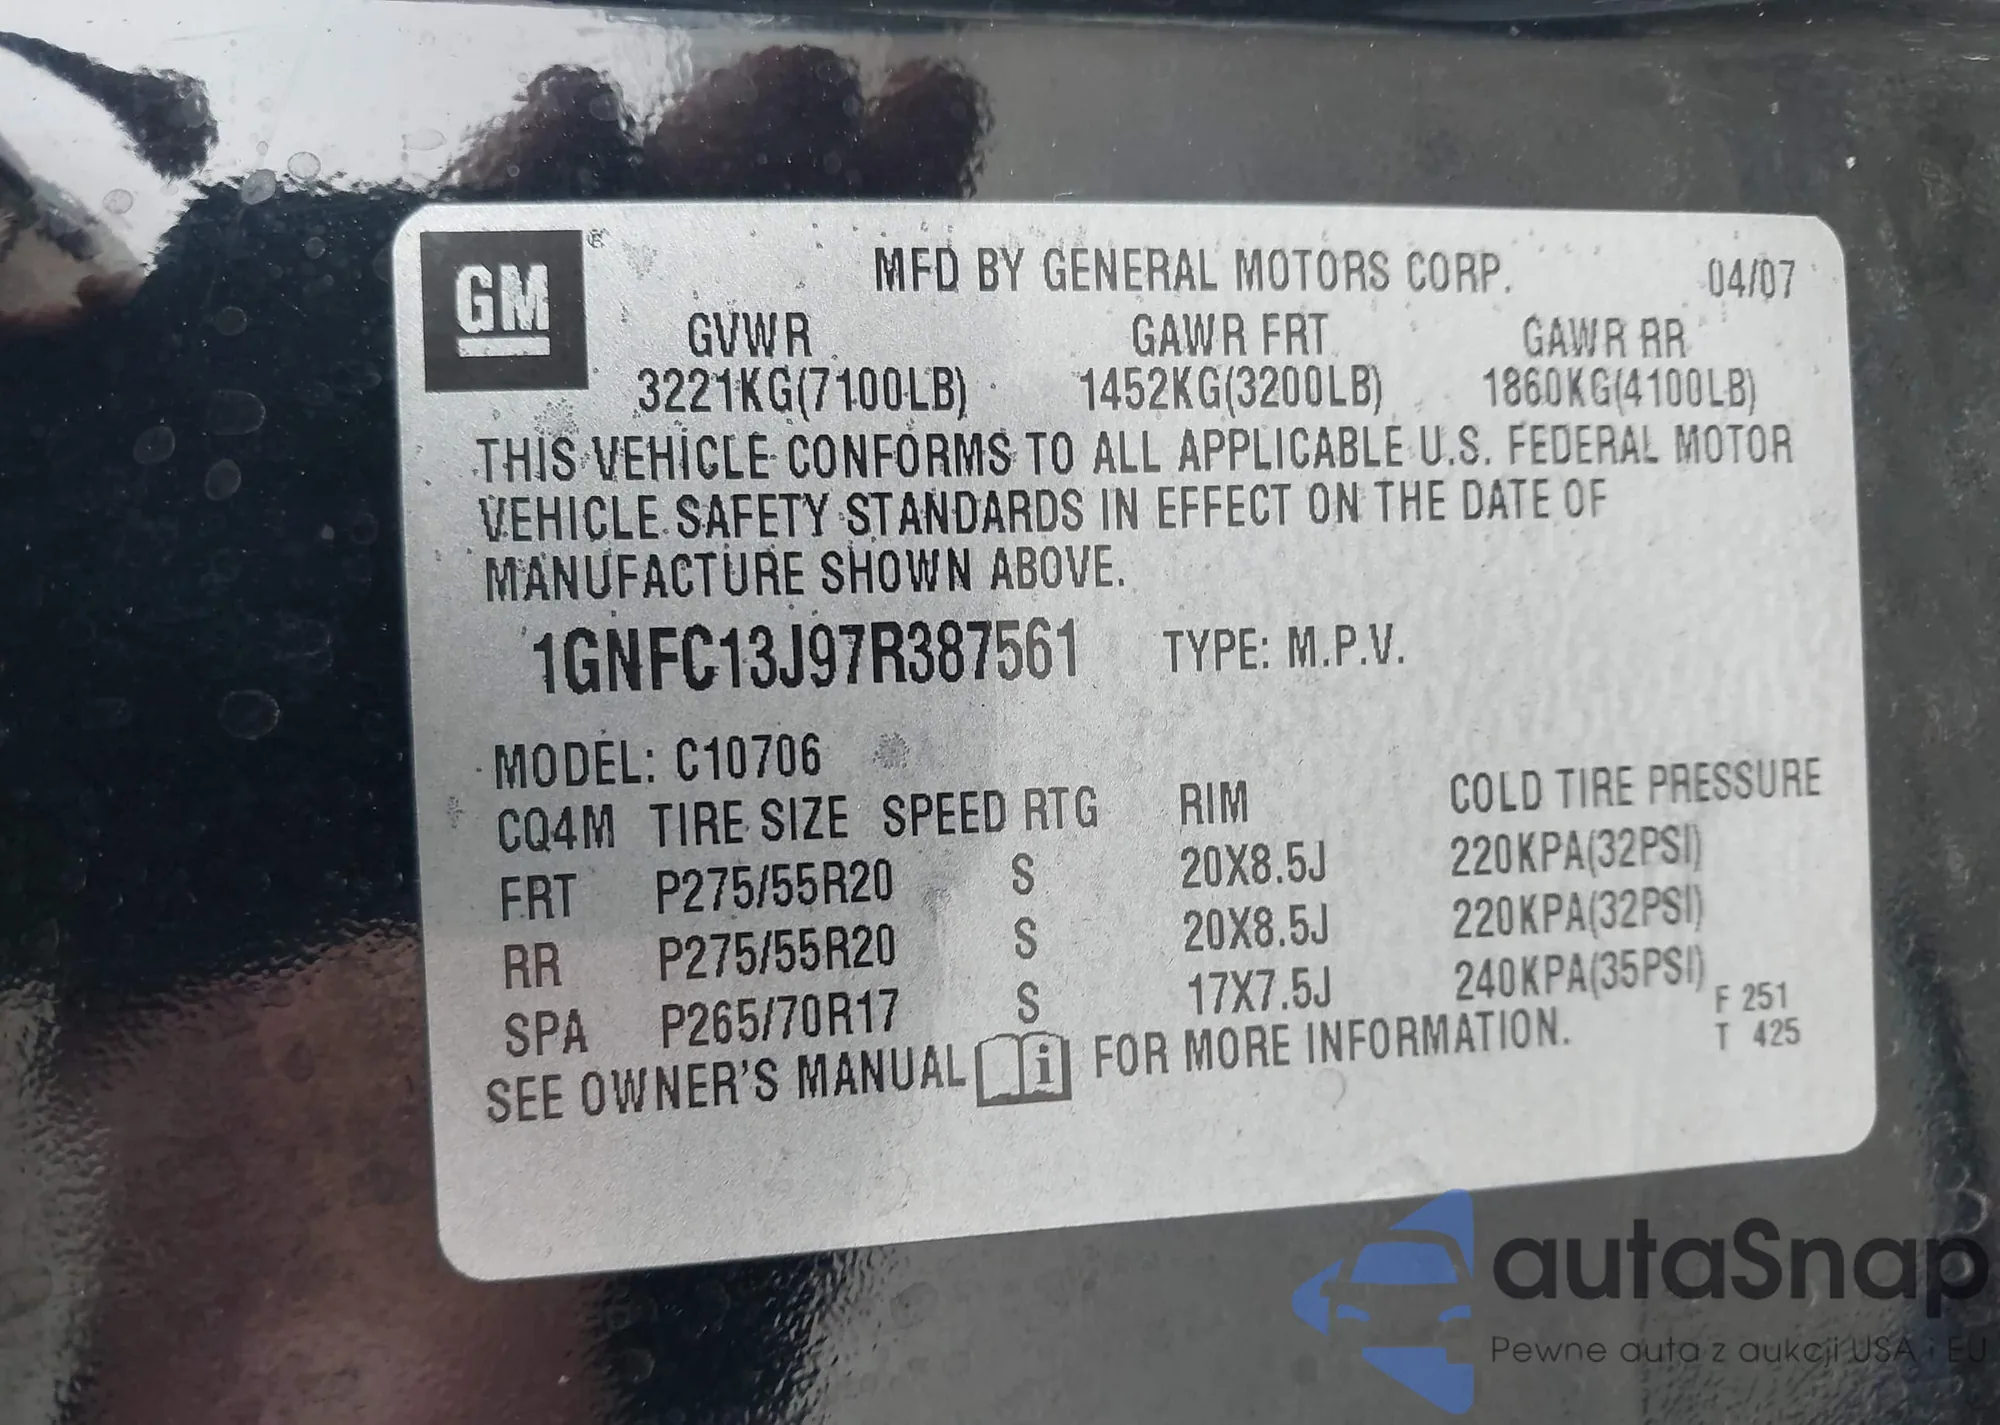 GM ®
MFD BY GENERAL MOTORS CORP. 04/07
GVWR GAWR FRT GAWR RR
3221KG(7100LB) 1452KG(3200LB) 1860KG(4100LB)
THIS VEHICLE CONFORMS TO ALL APPLICABLE U.S. FEDERAL MOTOR
VEHICLE SAFETY STANDARDS IN EFFECT ON THE DATE OF
MANUFACTURE SHOWN ABOVE.
1GNFC13J97R387561 TYPE: M.P.V.
MODEL: C10706
CQ4M TIRE SIZE SPEED RTG RIM COLD TIRE PRESSURE
FRT P275/55R20 S 20X8.5J 220KPA(32PSI)
RR P275/55R20 S 20X8.5J 220KPA(32PSI)
SPA P265/70R17 S 17X7.5J 240KPA(35PSI) F 251
SEE OWNER'S MANUAL i FOR MORE INFORMATION. T 425
autaSnap
Pewne auta z aukcji USA i EU